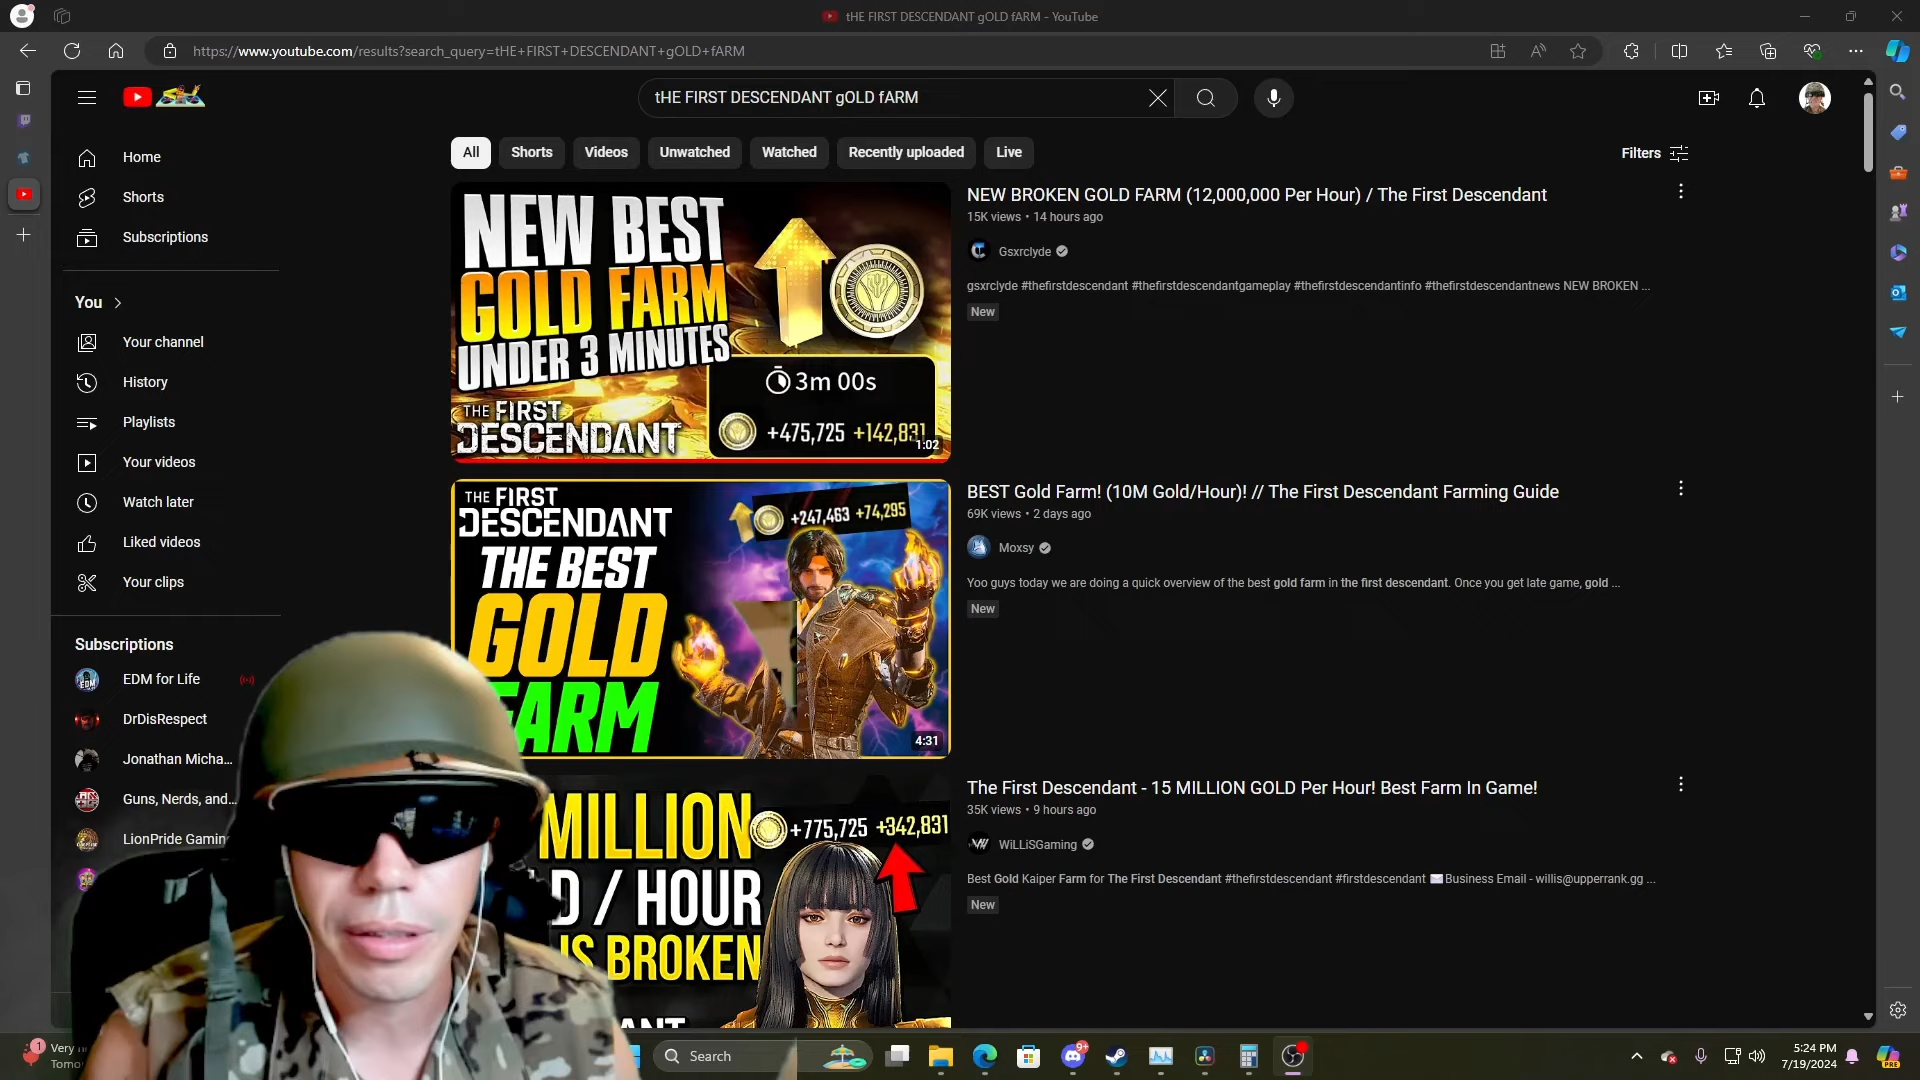 tHE FIRST DESCENDANT gOLD fARM - YouTube
https://www.youtube.com/results?search_query=tHE+FIRST+DESCENDANT+gOLD+fARM
tHE FIRST DESCENDANT gOLD fARM
All
Shorts
Videos
Unwatched
Watched
Recently uploaded
Live
Filters
Home
Shorts
Subscriptions
You
Your channel
History
Playlists
Your videos
Watch later
Liked videos
Your clips
Subscriptions
EDM for Life
DrDisRespect
Jonathan Micha...
Guns, Nerds, and...
LionPride Gaming
NEW BEST
GOLD FARM
UNDER 3 MINUTES
THE FIRST
DESCENDANT
3m 00s
+475,725 +142,831
1:02
NEW BROKEN GOLD FARM (12,000,000 Per Hour) / The First Descendant
15K views • 14 hours ago
Gsxrclyde
gsxrclyde #thefirstdescendant #thefirstdescendantgameplay #thefirstdescendantinfo #thefirstdescendantnews NEW BROKEN ...
New
THE FIRST
DESCENDANT
THE BEST
GOLD
FARM
+247,463 +74,295
4:31
BEST Gold Farm! (10M Gold/Hour)! // The First Descendant Farming Guide
69K views • 2 days ago
Moxsy
Yoo guys today we are doing a quick overview of the best gold farm in the first descendant. Once you get late game, gold ...
New
MILLION
D / HOUR
IS BROKEN
+775,725 +342,831
The First Descendant - 15 MILLION GOLD Per Hour! Best Farm In Game!
35K views • 9 hours ago
WiLLiSGaming
Best Gold Kaiper Farm for The First Descendant #thefirstdescendant #firstdescendant Business Email - willis@upperrank.gg ...
New
1
Very
Tomo
Search
9+
PRE
5:24 PM
7/19/2024